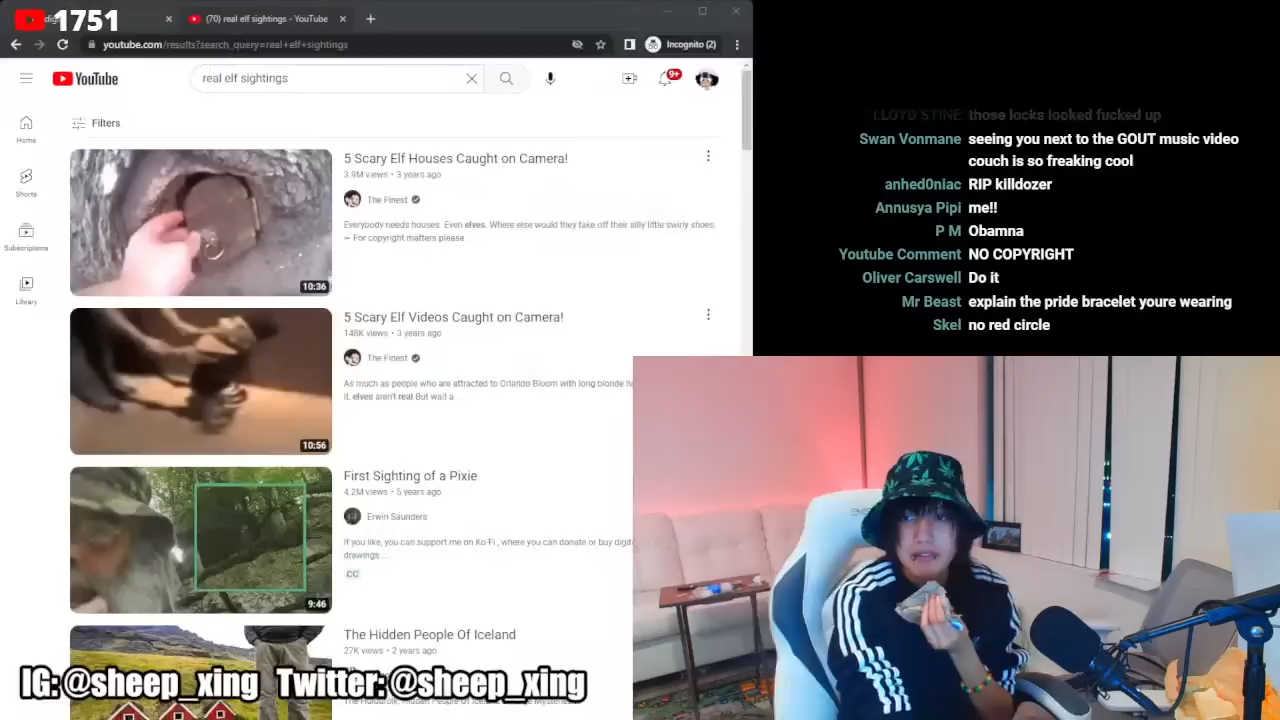 1751
(70) real elf sightings - YouTube
youtube.com/results?search_query=real+elf+sightings
Incognito (2)
YouTube
real elf sightings
9+
Filters
Home
Shorts
Subscriptions
Library
5 Scary Elf Houses Caught on Camera!
3.9M views • 3 years ago
The Finest
Everybody needs houses. Even elves. Where else would they take off their silly little swirly shoes.
For copyright matters please
10:36
5 Scary Elf Videos Caught on Camera!
148K views • 3 years ago
The Finest
As much as people who are attracted to Orlando Bloom with long blonde
it, elves aren't real But wait a ...
10:56
First Sighting of a Pixie
4.2M views • 5 years ago
Erwin Saunders
If you like, you can support me on Ko-Fi , where you can donate or buy
drawings ...
CC
9:46
The Hidden People Of Iceland
27K views • 2 years ago
IG:@sheep_xing Twitter:@sheep_xing
LLOYD STINE those locks looked fucked up
Swan Vonmane seeing you next to the GOUT music video
couch is so freaking cool
anhed0niac RIP killdozer
Annusya Pipi me!!
P M Obamna
Youtube Comment NO COPYRIGHT
Oliver Carswell Do it
Mr Beast explain the pride bracelet youre wearing
Skel no red circle